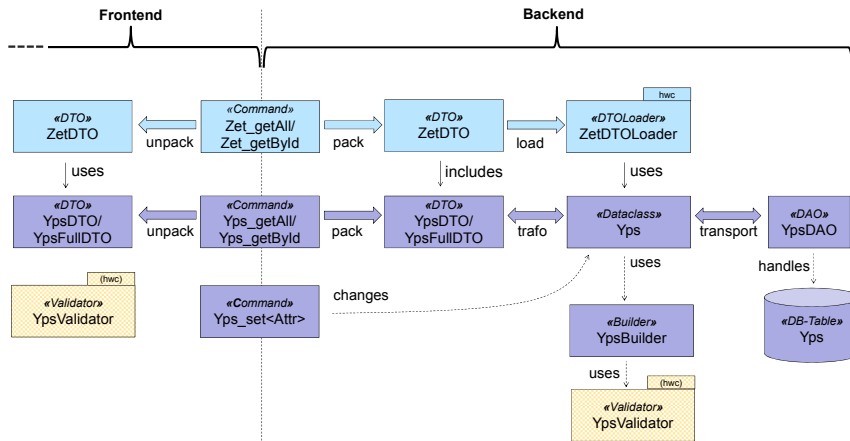 Frontend
Backend
hwc
«DTO»
ZetDTO
unpack
«Command»
Zet_getAll/
Zet_getById
pack
«DTO»
ZetDTO
load
«DTOLoader»
ZetDTOLoader
uses
includes
uses
«DTO»
YpsDTO/
YpsFullDTO
unpack
«Command»
Yps_getAll/
Yps_getById
pack
«DTO»
YpsDTO/
YpsFullDTO
trafo
«Dataclass»
Yps
transport
«DAO»
YpsDAO
(hwc)
«Validator»
YpsValidator
«Command»
Yps_set<Attr>
changes
uses
handles
«Builder»
YpsBuilder
«DB-Table»
Yps
uses
(hwc)
«Validator»
YpsValidator